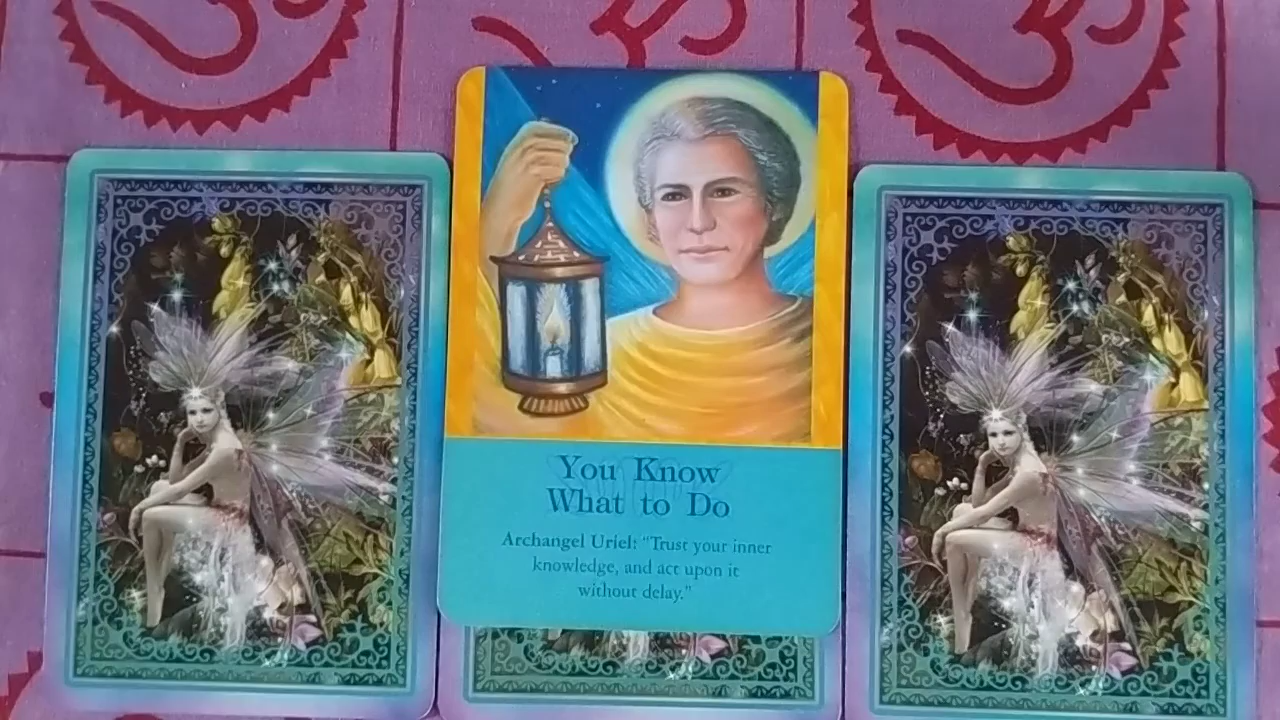 You Know
What to Do
Archangel Uriel: "Trust your inner
knowledge, and act upon it
without delay."